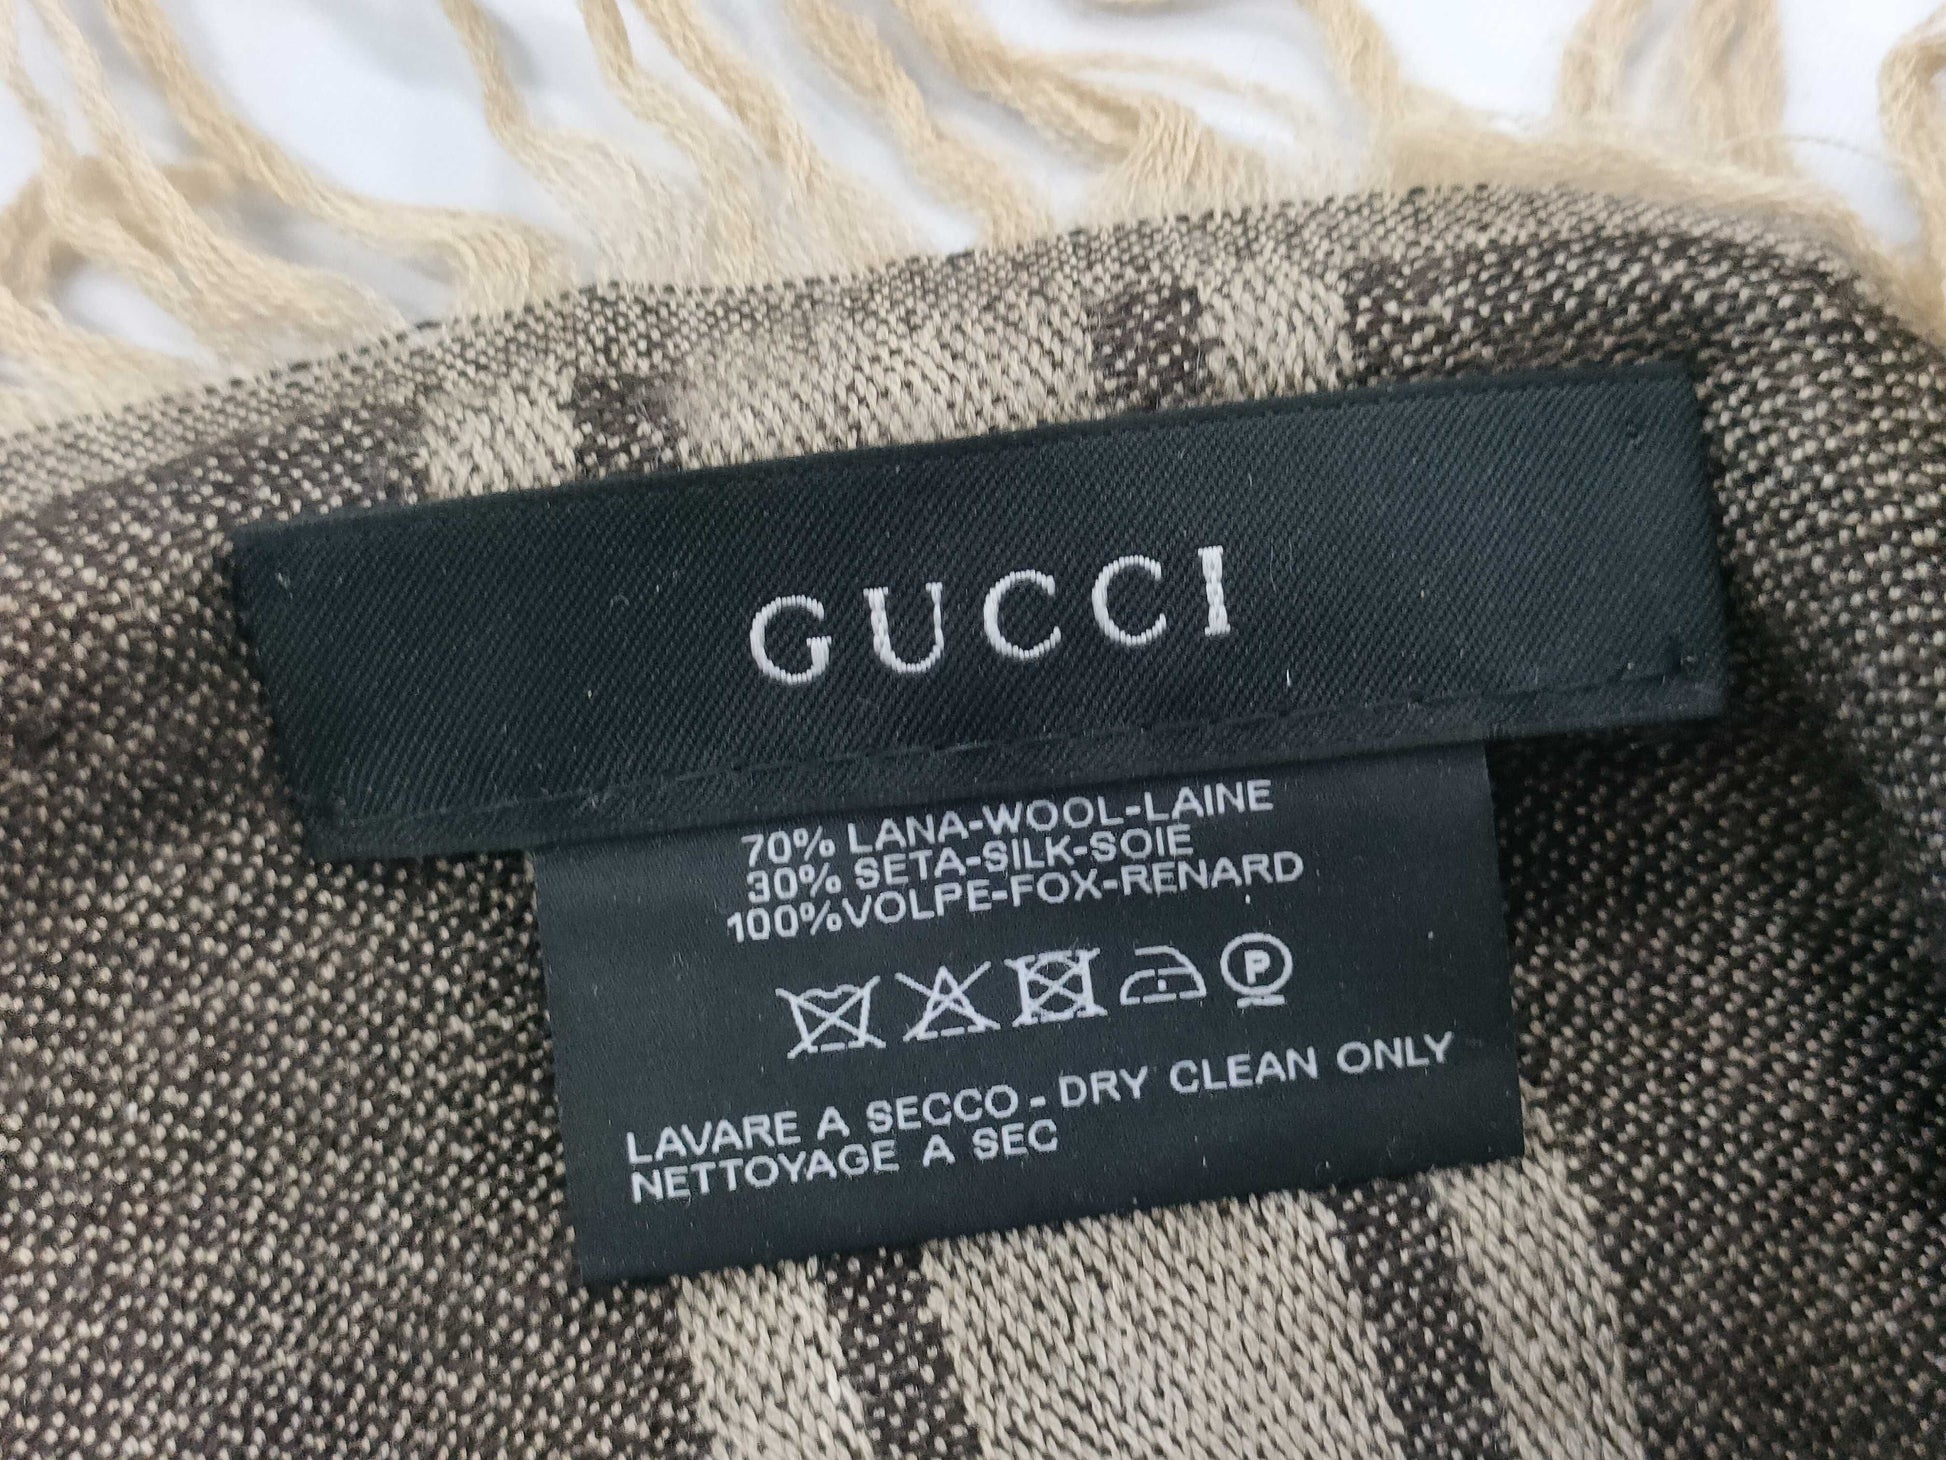 GUCCI
70% LANA-WOOL-LAINE
30% SETA-SILK-SOIE
100%VOLPE-FOX-RENARD
P
LAVARE A SECCO - DRY CLEAN ONLY
NETTOYAGE A SEC